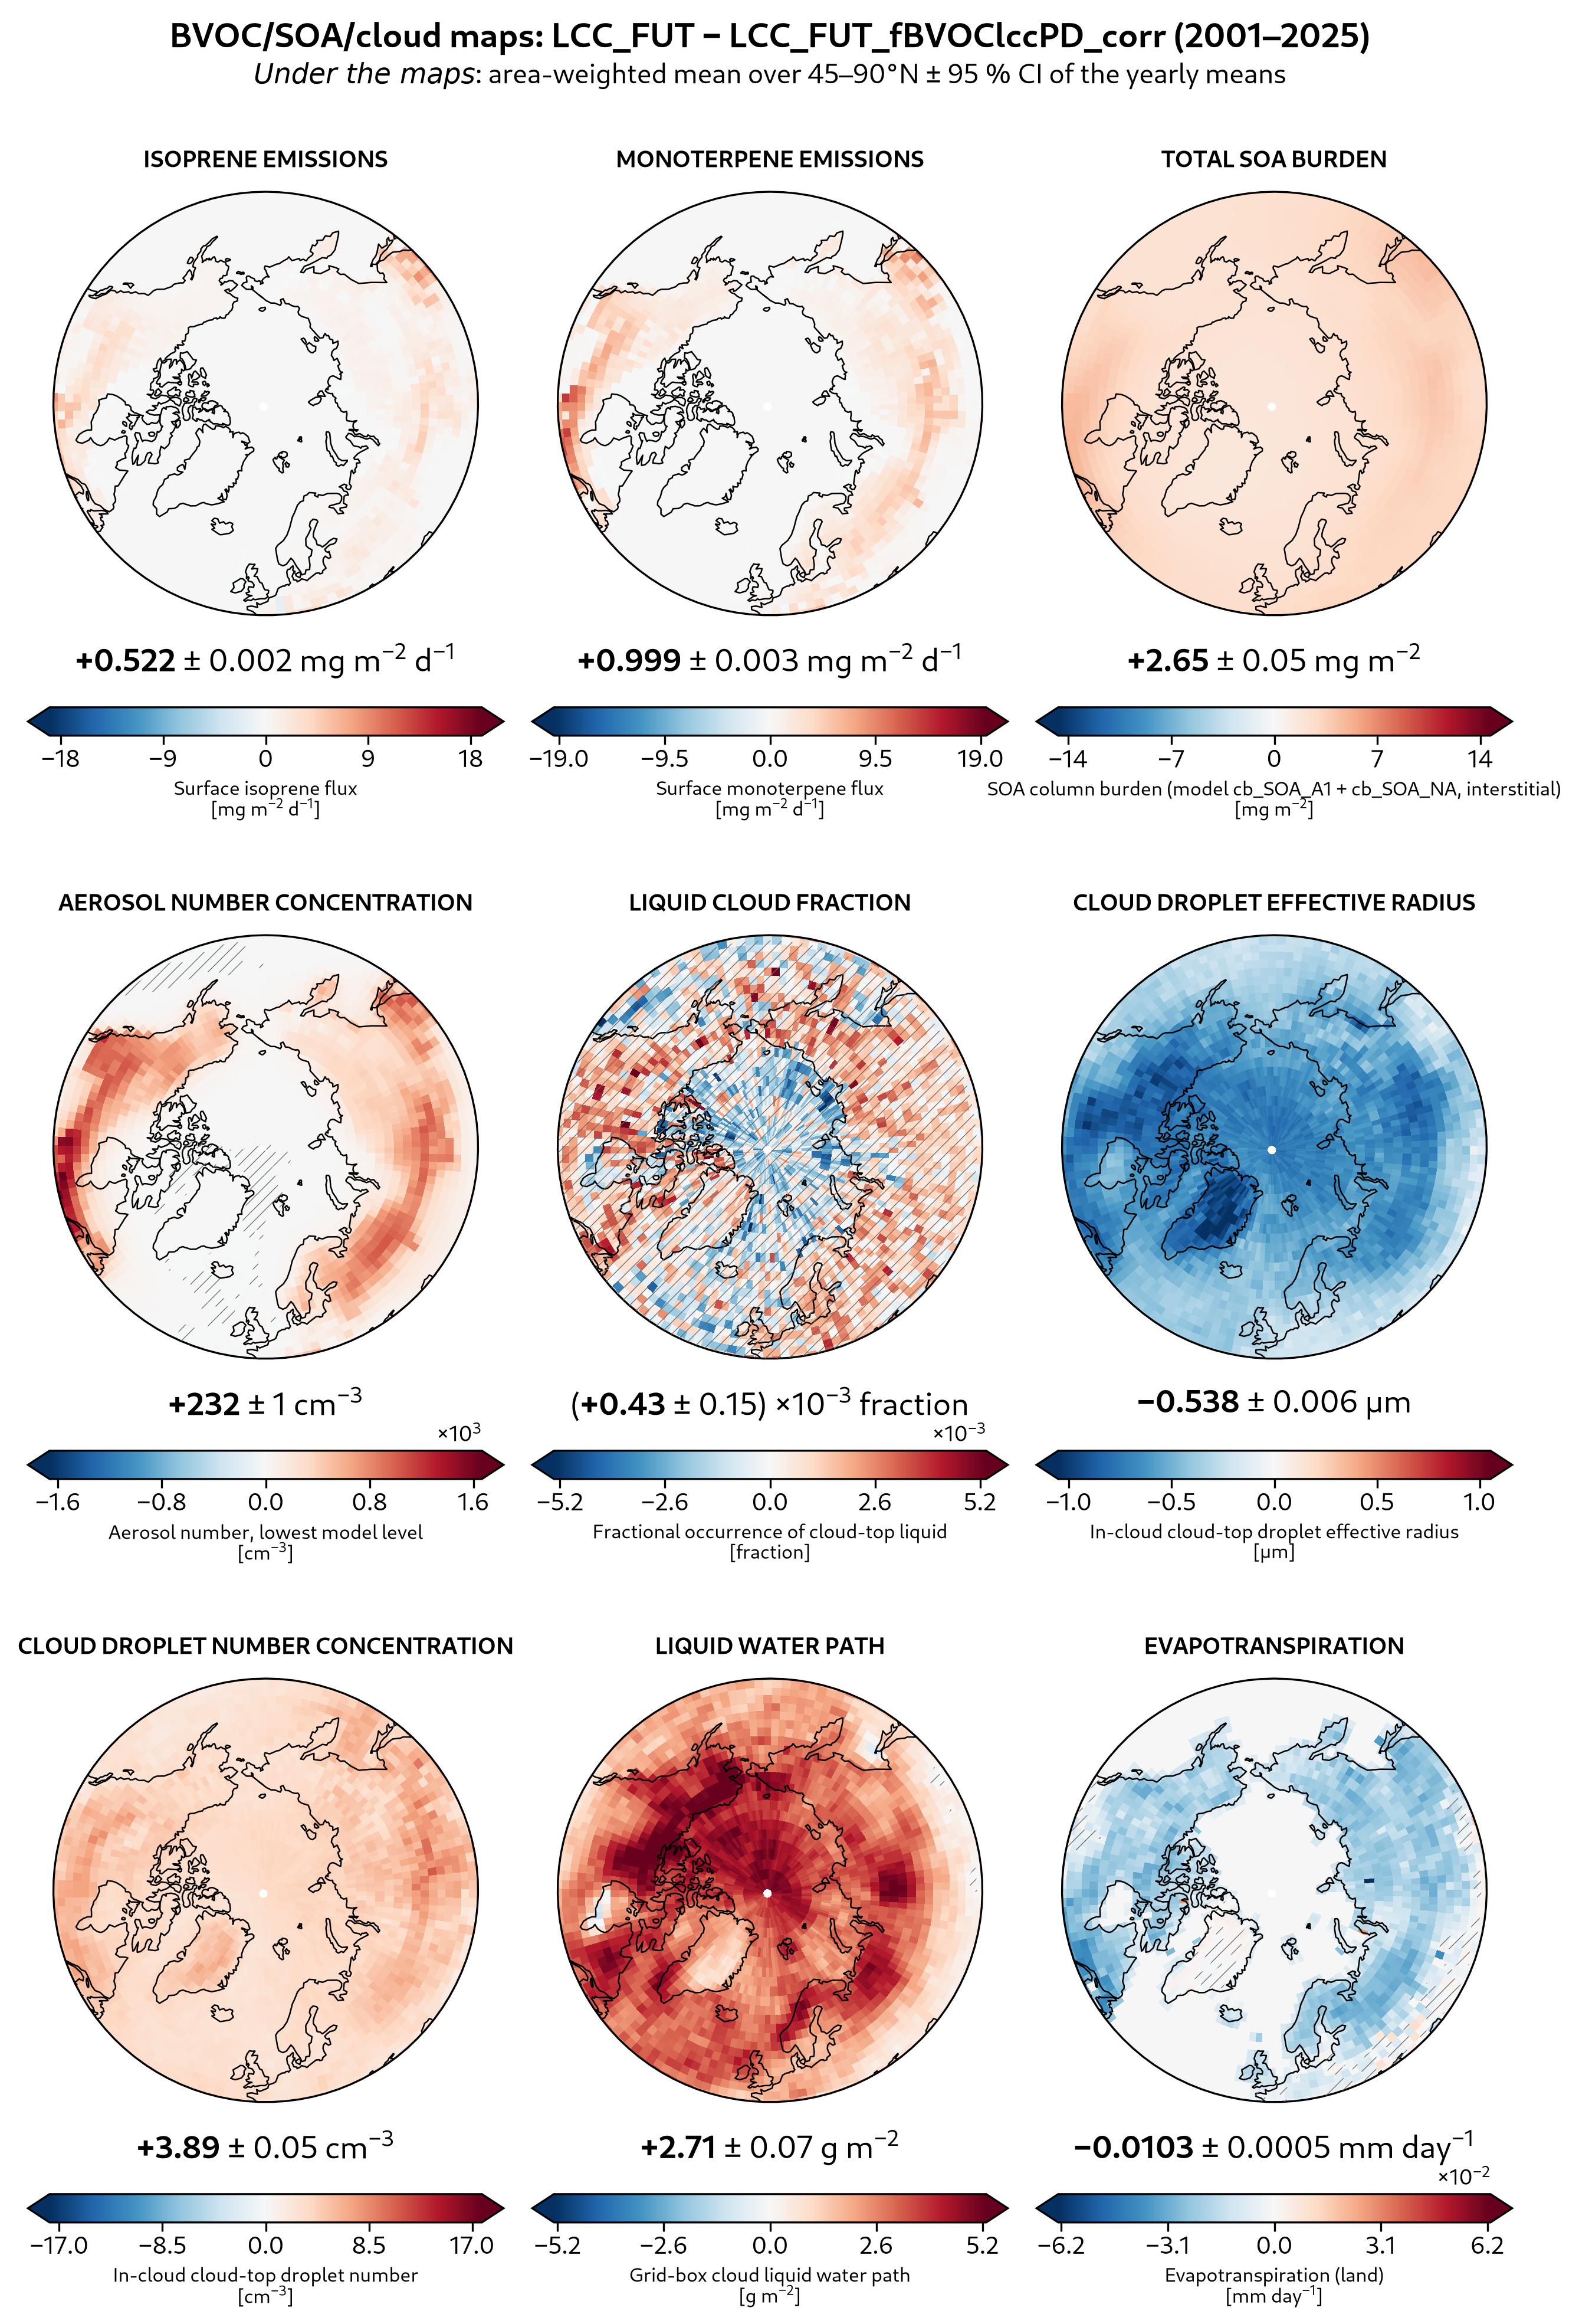 BVOC/SOA/cloud maps: LCC_FUT − LCC_FUT_fBVOClccPD_corr (2001–2025)
Under the maps: area-weighted mean over 45–90°N ± 95 % CI of the yearly means
ISOPRENE EMISSIONS
MONOTERPENE EMISSIONS
TOTAL SOA BURDEN
+0.522 ± 0.002 mg m⁻² d⁻¹
+0.999 ± 0.003 mg m⁻² d⁻¹
+2.65 ± 0.05 mg m⁻²
−18 −9 0 9 18
−19.0 −9.5 0.0 9.5 19.0
−14 −7 0 7 14
Surface isoprene flux
[mg m⁻² d⁻¹]
Surface monoterpene flux
[mg m⁻² d⁻¹]
SOA column burden (model cb_SOA_A1 + cb_SOA_NA, interstitial)
[mg m⁻²]
AEROSOL NUMBER CONCENTRATION
LIQUID CLOUD FRACTION
CLOUD DROPLET EFFECTIVE RADIUS
+232 ± 1 cm⁻³
(+0.43 ± 0.15) ×10⁻³ fraction
−0.538 ± 0.006 µm
×10³
×10⁻³
−1.6 −0.8 0.0 0.8 1.6
−5.2 −2.6 0.0 2.6 5.2
−1.0 −0.5 0.0 0.5 1.0
Aerosol number, lowest model level
[cm⁻³]
Fractional occurrence of cloud-top liquid
[fraction]
In-cloud cloud-top droplet effective radius
[µm]
CLOUD DROPLET NUMBER CONCENTRATION
LIQUID WATER PATH
EVAPOTRANSPIRATION
+3.89 ± 0.05 cm⁻³
+2.71 ± 0.07 g m⁻²
−0.0103 ± 0.0005 mm day⁻¹
×10⁻²
−17.0 −8.5 0.0 8.5 17.0
−5.2 −2.6 0.0 2.6 5.2
−6.2 −3.1 0.0 3.1 6.2
In-cloud cloud-top droplet number
[cm⁻³]
Grid-box cloud liquid water path
[g m⁻²]
Evapotranspiration (land)
[mm day⁻¹]